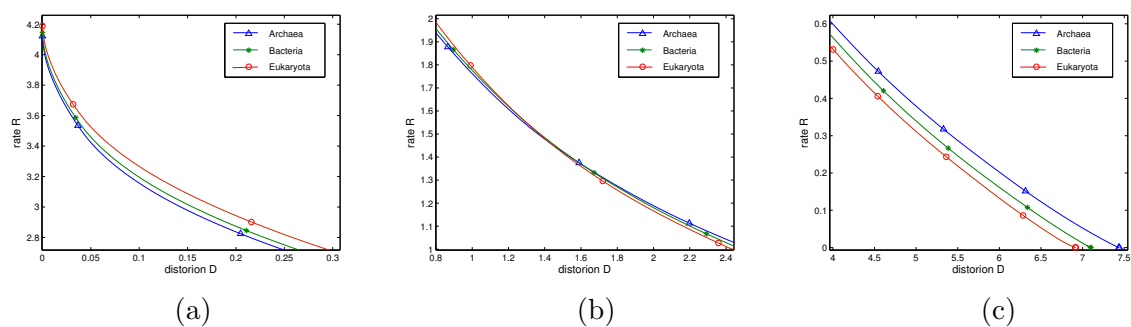 4.2
4
3.8
3.6
3.4
3.2
3
2.8
rate R
0 0.05 0.1 0.15 0.2 0.25 0.3
distorion D
Archaea
Bacteria
Eukaryota
(a)
2
1.9
1.8
1.7
1.6
1.5
1.4
1.3
1.2
1.1
1
rate R
0.8 1 1.2 1.4 1.6 1.8 2 2.2 2.4
distorion D
Archaea
Bacteria
Eukaryota
(b)
0.6
0.5
0.4
0.3
0.2
0.1
0
rate R
4 4.5 5 5.5 6 6.5 7 7.5
distorion D
Archaea
Bacteria
Eukaryota
(c)